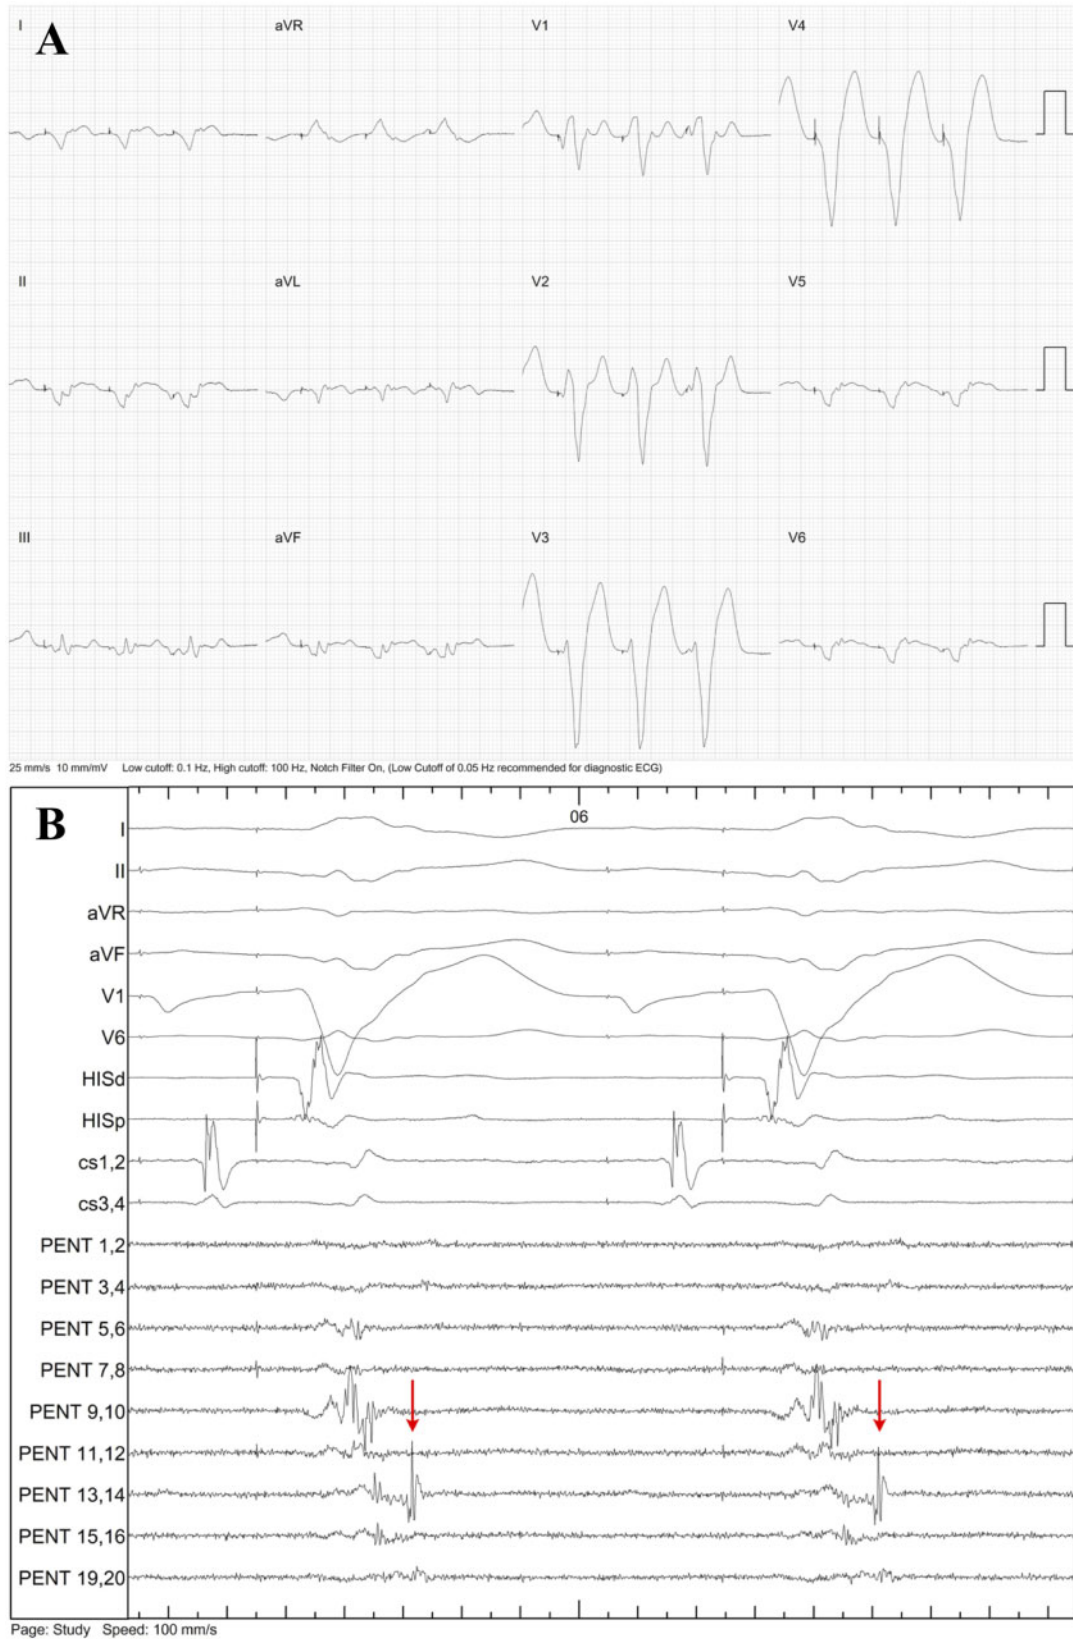 A
I aVR V1 V4
II aVL V2 V5
III aVF V3 V6
25 mm/s 10 mm/mV Low cutoff: 0.1 Hz, High cutoff: 100 Hz, Notch Filter On, (Low Cutoff of 0.05 Hz recommended for diagnostic ECG)
B
06
I
II
aVR
aVF
V1
V6
HISd
HISp
cs1,2
cs3,4
PENT 1,2
PENT 3,4
PENT 5,6
PENT 7,8
PENT 9,10
PENT 11,12
PENT 13,14
PENT 15,16
PENT 19,20
Page: Study Speed: 100 mm/s